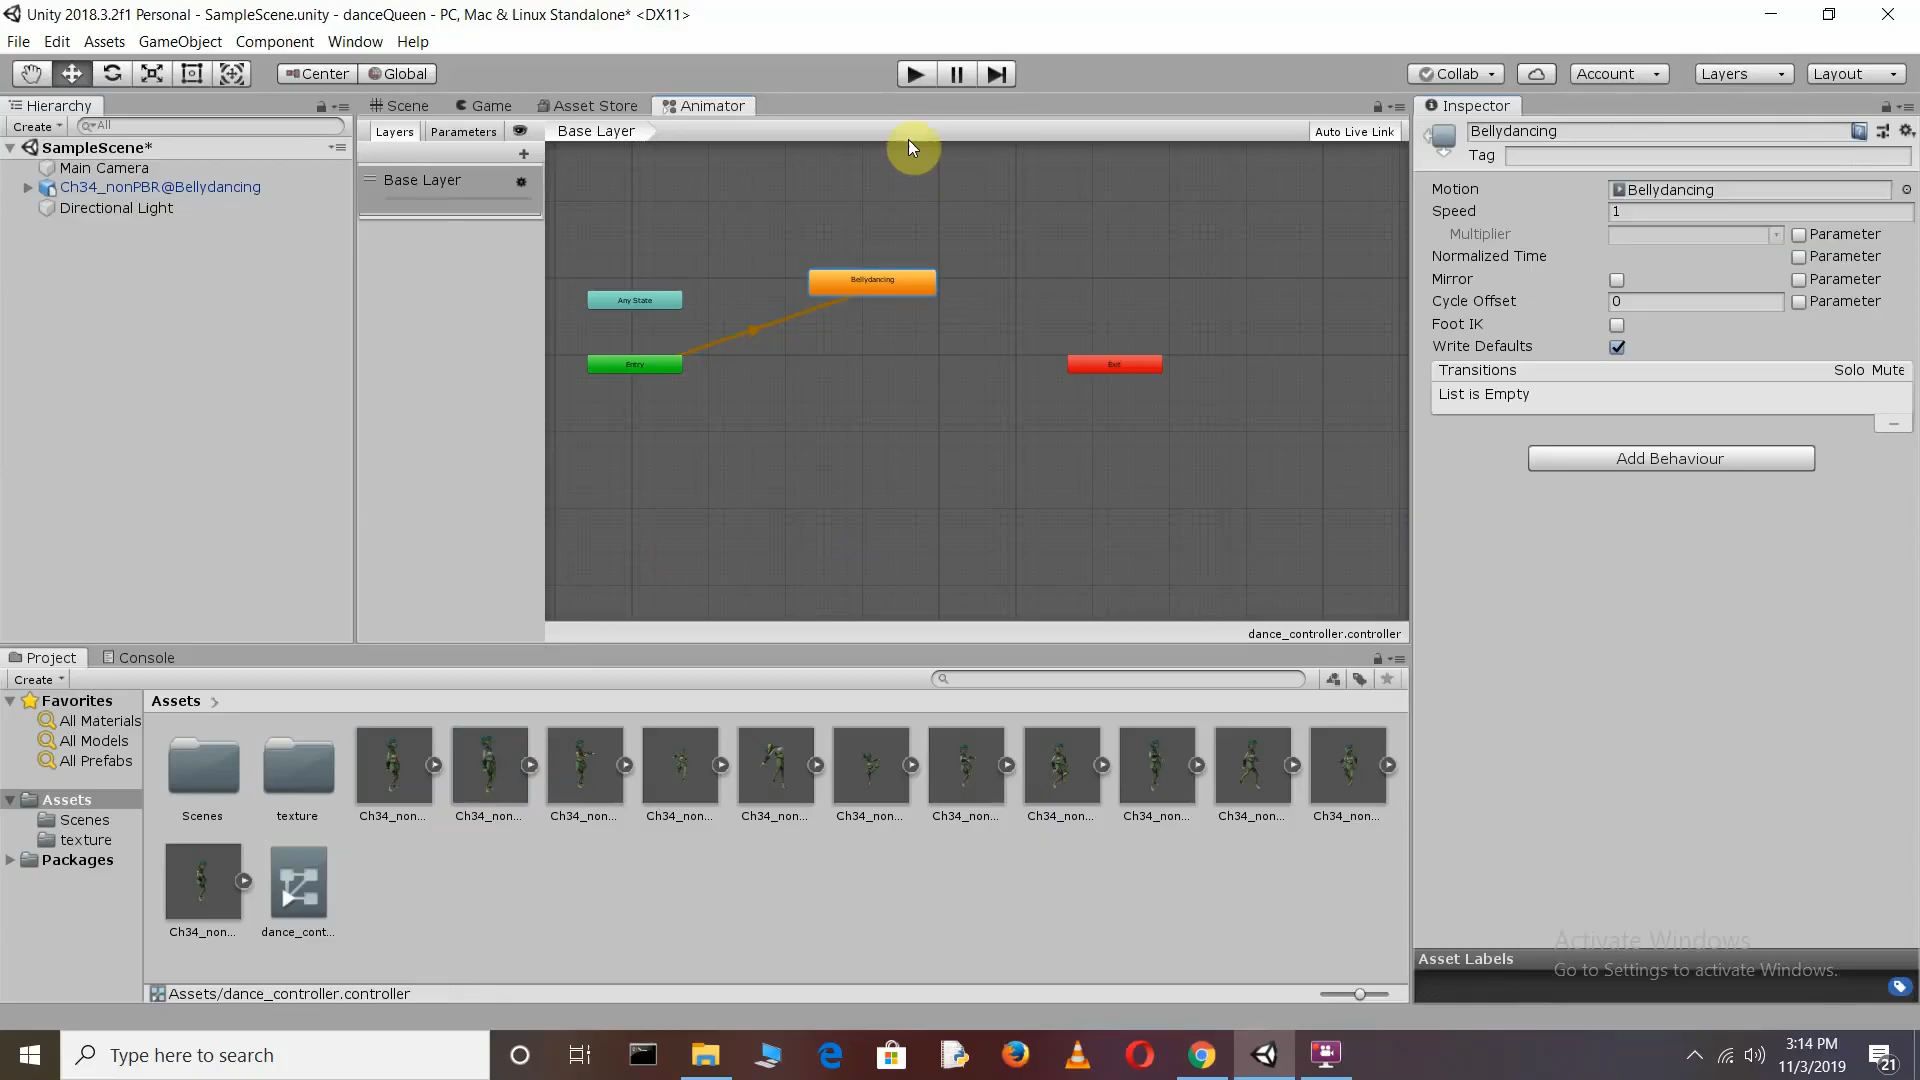 Unity 2018.3.2f1 Personal - SampleScene.unity - danceQueen - PC, Mac & Linux Standalone* <DX11>
File Edit Assets GameObject Component Window Help
Center Global Collab Account Layers Layout
Hierarchy
Create All
SampleScene*
Main Camera
Ch34_nonPBR@Bellydancing
Directional Light
Scene Game Asset Store Animator
Layers Parameters Base Layer Auto Live Link
Base Layer
Bellydancing
Any State
Entry
Exit
dance_controller.controller
Inspector
Bellydancing
Tag
Motion Bellydancing
Speed 1
Multiplier Parameter
Normalized Time Parameter
Mirror Parameter
Cycle Offset 0 Parameter
Foot IK
Write Defaults
Transitions Solo Mute
List is Empty
Add Behaviour
Asset Labels
Activate Windows
Go to Settings to activate Windows.
Project Console
Create
Favorites
All Materials
All Models
All Prefabs
Assets
Scenes
texture
Packages
Assets
Scenes texture Ch34_non... Ch34_non... Ch34_non... Ch34_non... Ch34_non... Ch34_non... Ch34_non... Ch34_non... Ch34_non... Ch34_non... Ch34_non...
Ch34_non... dance_cont...
Assets/dance_controller.controller
Type here to search
3:14 PM
11/3/2019
21